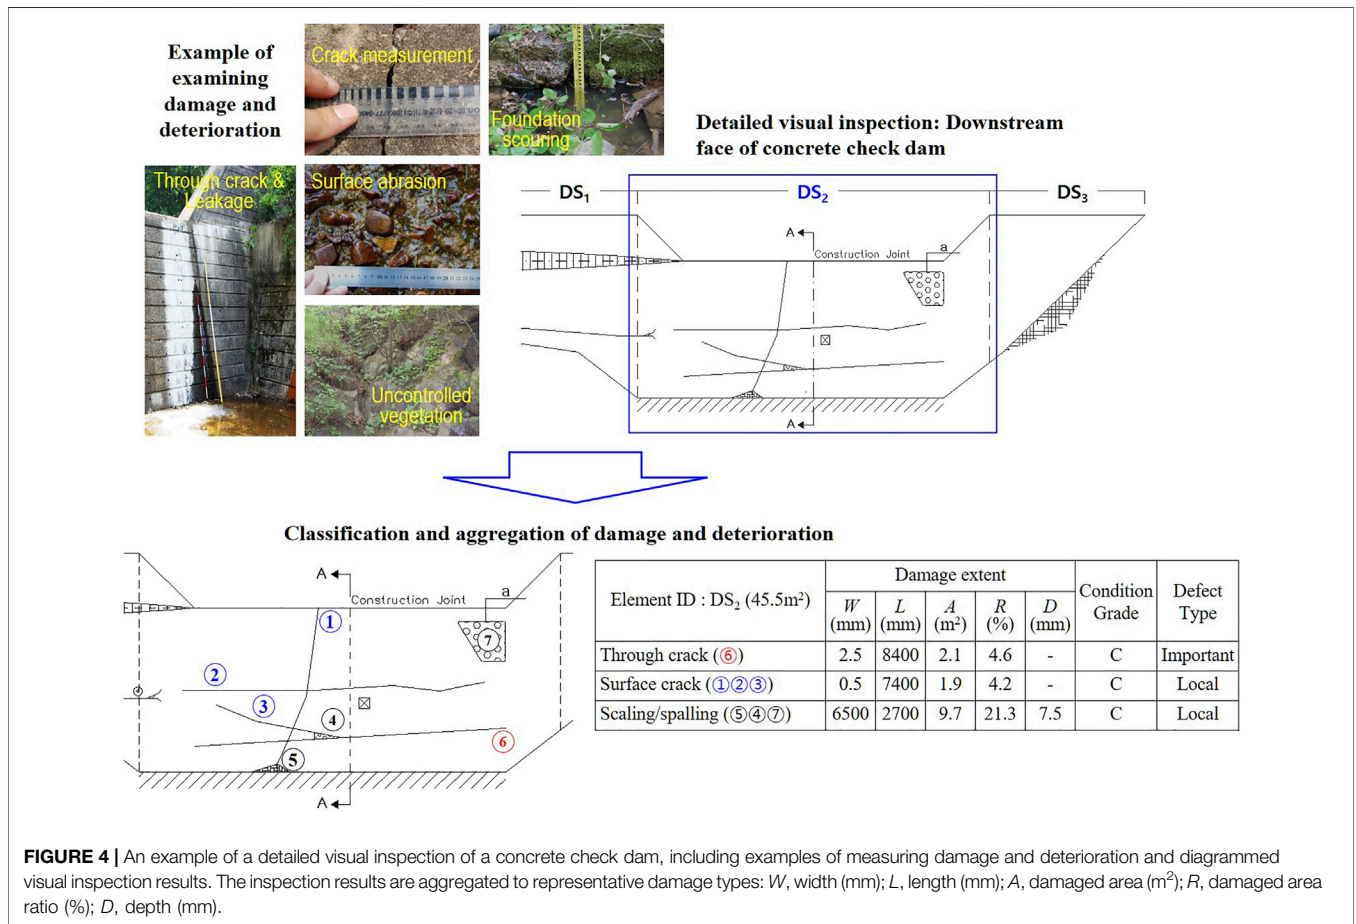 Example of
examining
damage and
deterioration
Crack measurement
Foundation
scouring
Through crack &
Leakage
Surface abrasion
Uncontrolled
vegetation
Detailed visual inspection: Downstream
face of concrete check dam
DS₁
DS₂
DS₃
A
Construction Joint
a
A
Classification and aggregation of damage and deterioration
A
Construction Joint
a
①
②
③
④
⑤
⑥
⑦
A
Element ID : DS₂ (45.5m²) Damage extent Condition Grade Defect Type
W (mm) L (mm) A (m²) R (%) D (mm)
Through crack (⑥) 2.5 8400 2.1 4.6 - C Important
Surface crack (①②③) 0.5 7400 1.9 4.2 - C Local
Scaling/spalling (⑤④⑦) 6500 2700 9.7 21.3 7.5 C Local
FIGURE 4 | An example of a detailed visual inspection of a concrete check dam, including examples of measuring damage and deterioration and diagrammed
visual inspection results. The inspection results are aggregated to representative damage types: W, width (mm); L, length (mm); A, damaged area (m²); R, damaged area
ratio (%); D, depth (mm).